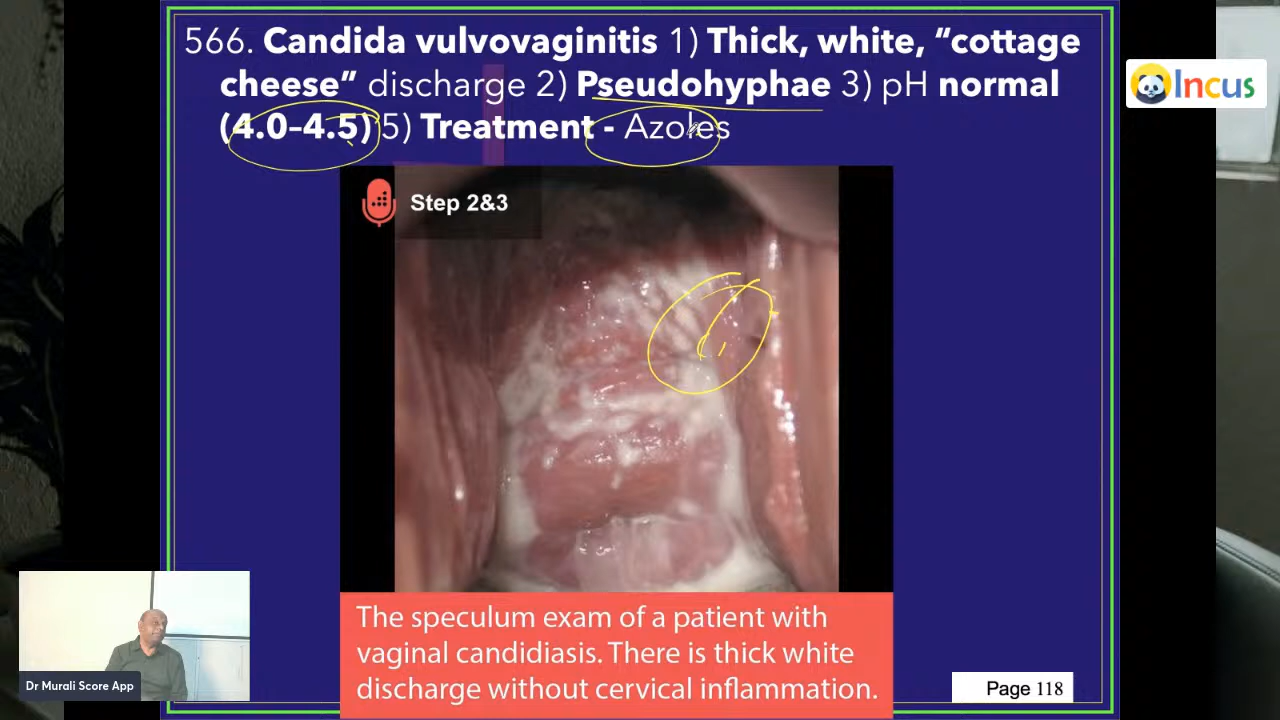 566. Candida vulvovaginitis 1) Thick, white, “cottage
cheese” discharge 2) Pseudohyphae 3) pH normal
(4.0–4.5) 5) Treatment - Azoles
Incus
Step 2&3
The speculum exam of a patient with
vaginal candidiasis. There is thick white
discharge without cervical inflammation.
Dr Murali Score App
Page 118